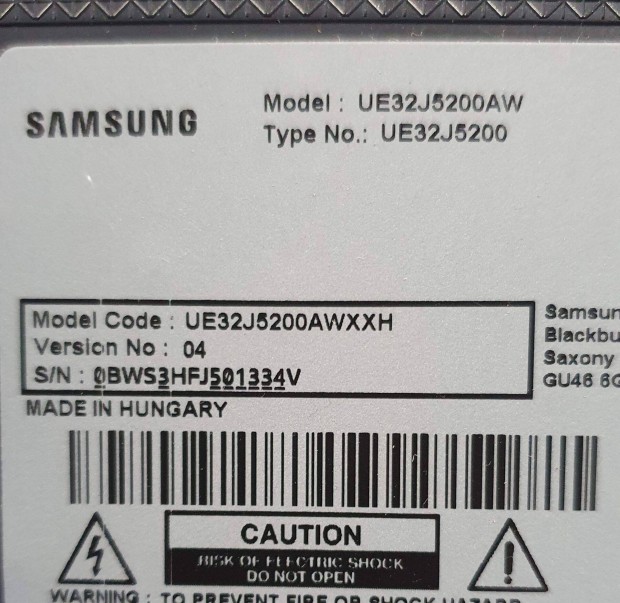 SAMSUNG
Model : UE32J5200AW
Type No.: UE32J5200
Model Code : UE32J5200AWXXH
Version No : 04
S/N : 0BWS3HFJ501334V
MADE IN HUNGARY
Samsun
Blackbu
Saxony
GU46 6G
CAUTION
RISK OF ELECTRIC SHOCK
DO NOT OPEN
WARNING : TO PREVENT FIRE OR SHOCK HAZARD